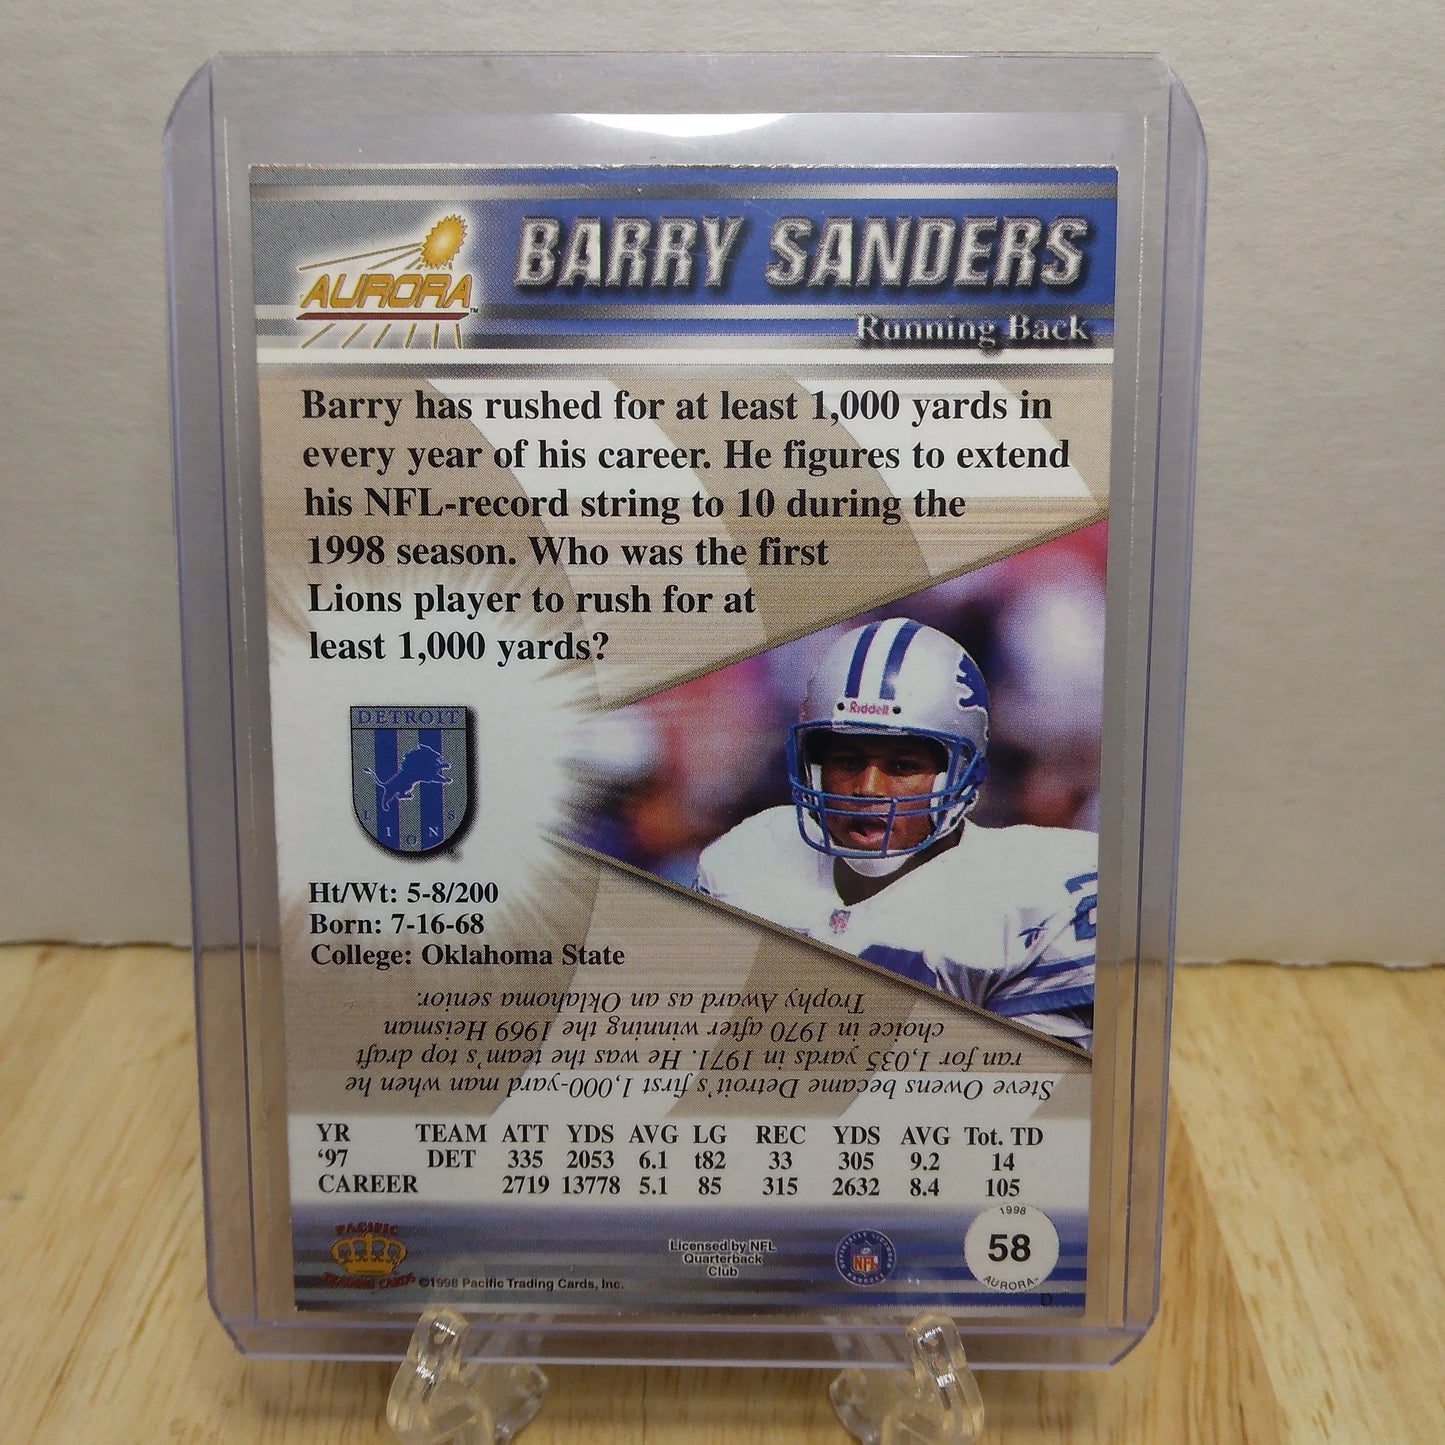 AURORA™
BARRY SANDERS
Running Back
Barry has rushed for at least 1,000 yards in
every year of his career. He figures to extend
his NFL-record string to 10 during the
1998 season. Who was the first
Lions player to rush for at
least 1,000 yards?
Riddell
DETROIT
LIONS
Ht/Wt: 5-8/200
Born: 7-16-68
College: Oklahoma State
Steve Owens became Detroit's first 1,000-yard man when he
ran for 1,035 yards in 1971. He was the team's top draft
choice in 1970 after winning the 1969 Heisman
Trophy Award as an Oklahoma senior.
YR TEAM ATT YDS AVG LG REC YDS AVG Tot. TD
‘97 DET 335 2053 6.1 t82 33 305 9.2 14
CAREER 2719 13778 5.1 85 315 2632 8.4 105
PACIFIC
TRADING CARDS
©1998 Pacific Trading Cards, Inc.
Licensed by NFL
Quarterback
Club
NFL
1998
58
AURORA
D